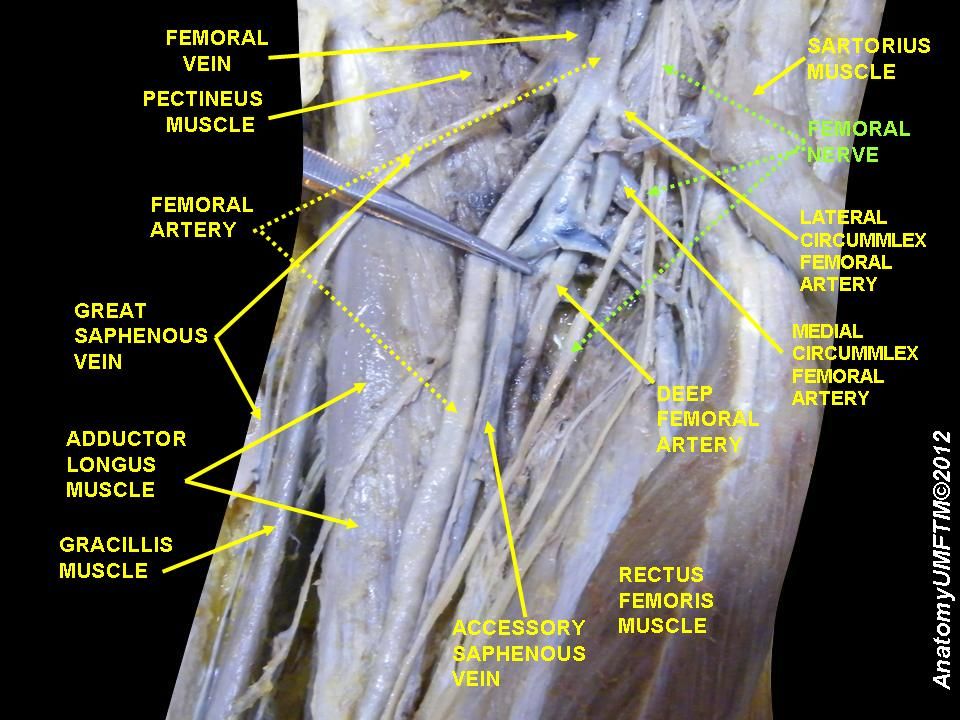 FEMORAL
VEIN
PECTINEUS
MUSCLE
FEMORAL
ARTERY
GREAT
SAPHENOUS
VEIN
ADDUCTOR
LONGUS
MUSCLE
GRACILLIS
MUSCLE
ACCESSORY
SAPHENOUS
VEIN
RECTUS
FEMORIS
MUSCLE
DEEP
FEMORAL
ARTERY
SARTORIUS
MUSCLE
FEMORAL
NERVE
LATERAL
CIRCUMMLEX
FEMORAL
ARTERY
MEDIAL
CIRCUMMLEX
FEMORAL
ARTERY
AnatomyUMFTM©2012